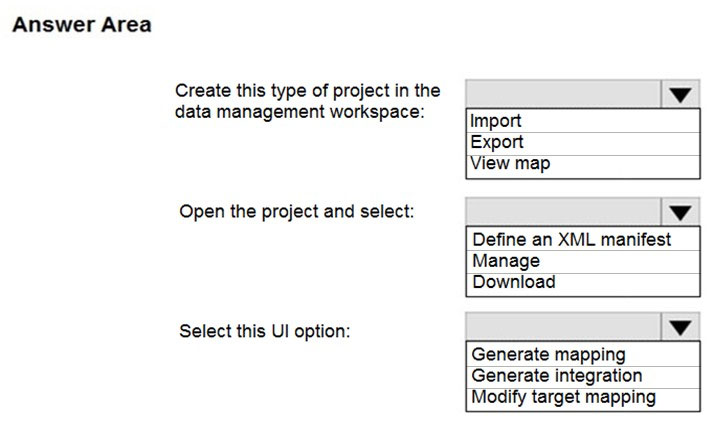 Answer Area
Create this type of project in the
data management workspace:
Import
Export
View map
Open the project and select:
Define an XML manifest
Manage
Download
Select this UI option:
Generate mapping
Generate integration
Modify target mapping